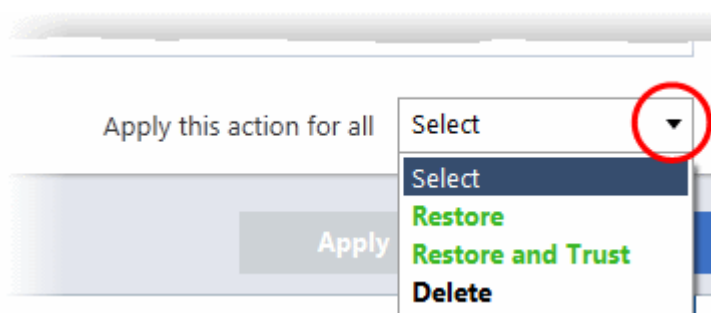 Apply this action for all Select
Select
Restore
Apply
Restore and Trust
Delete